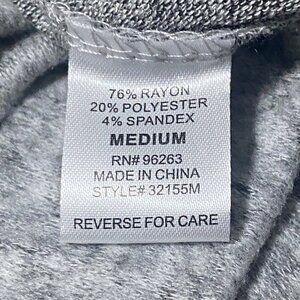 76% RAYON
20% POLYESTER
4% SPANDEX
MEDIUM
RN# 96263
MADE IN CHINA
STYLE# 32155M
REVERSE FOR CARE